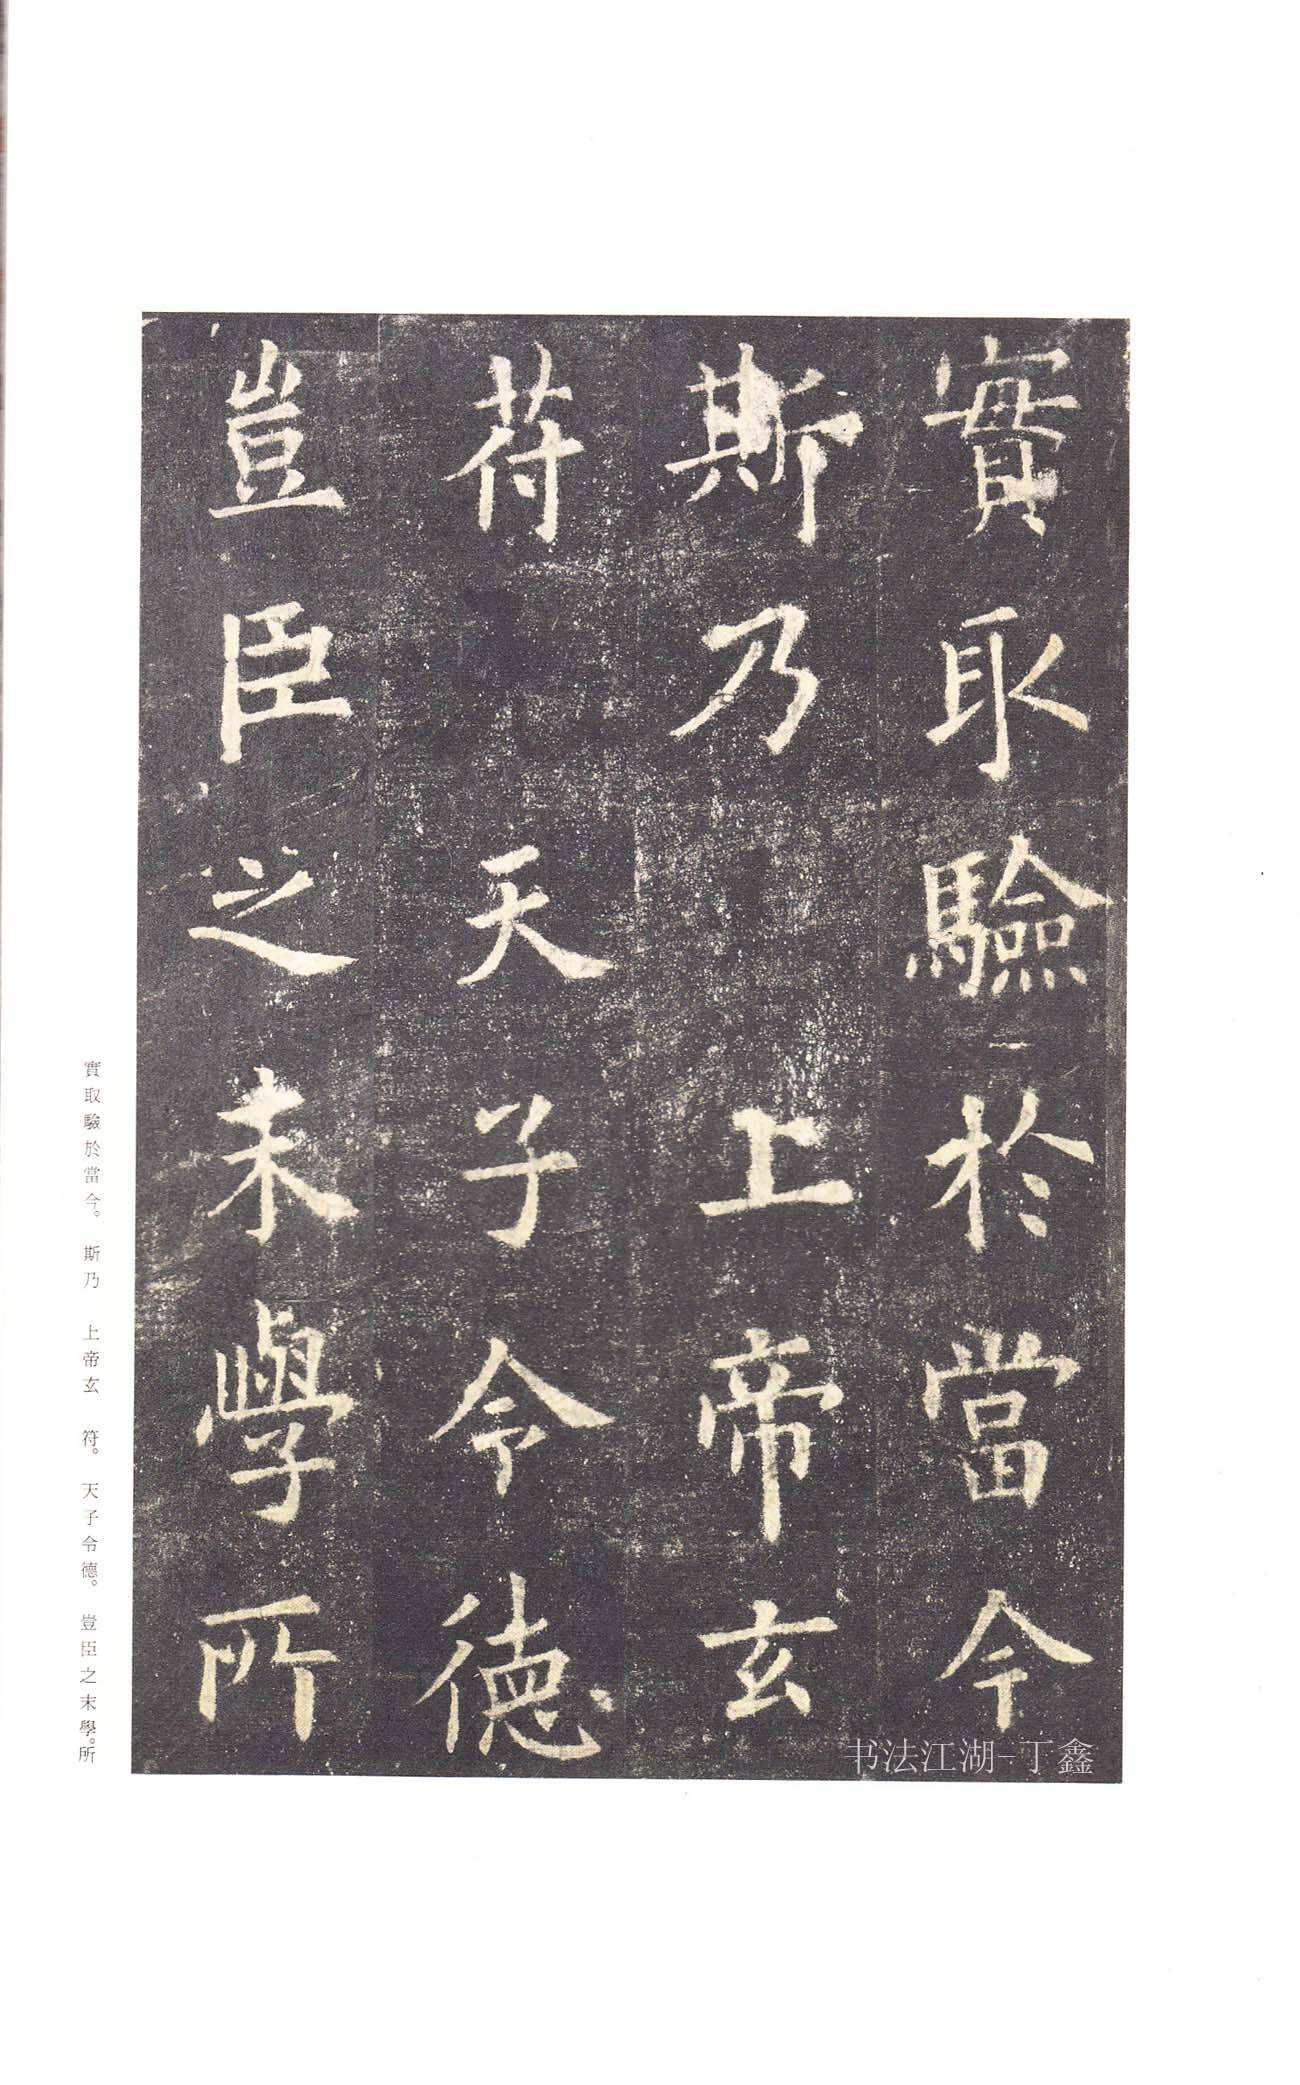 實取驗於當今
斯乃 上帝玄
苻 天子令德
豈臣之末學所
實取驗於當今。斯乃 上帝玄 符。天子令德。豈臣之末學。所
书法江湖-丁鑫